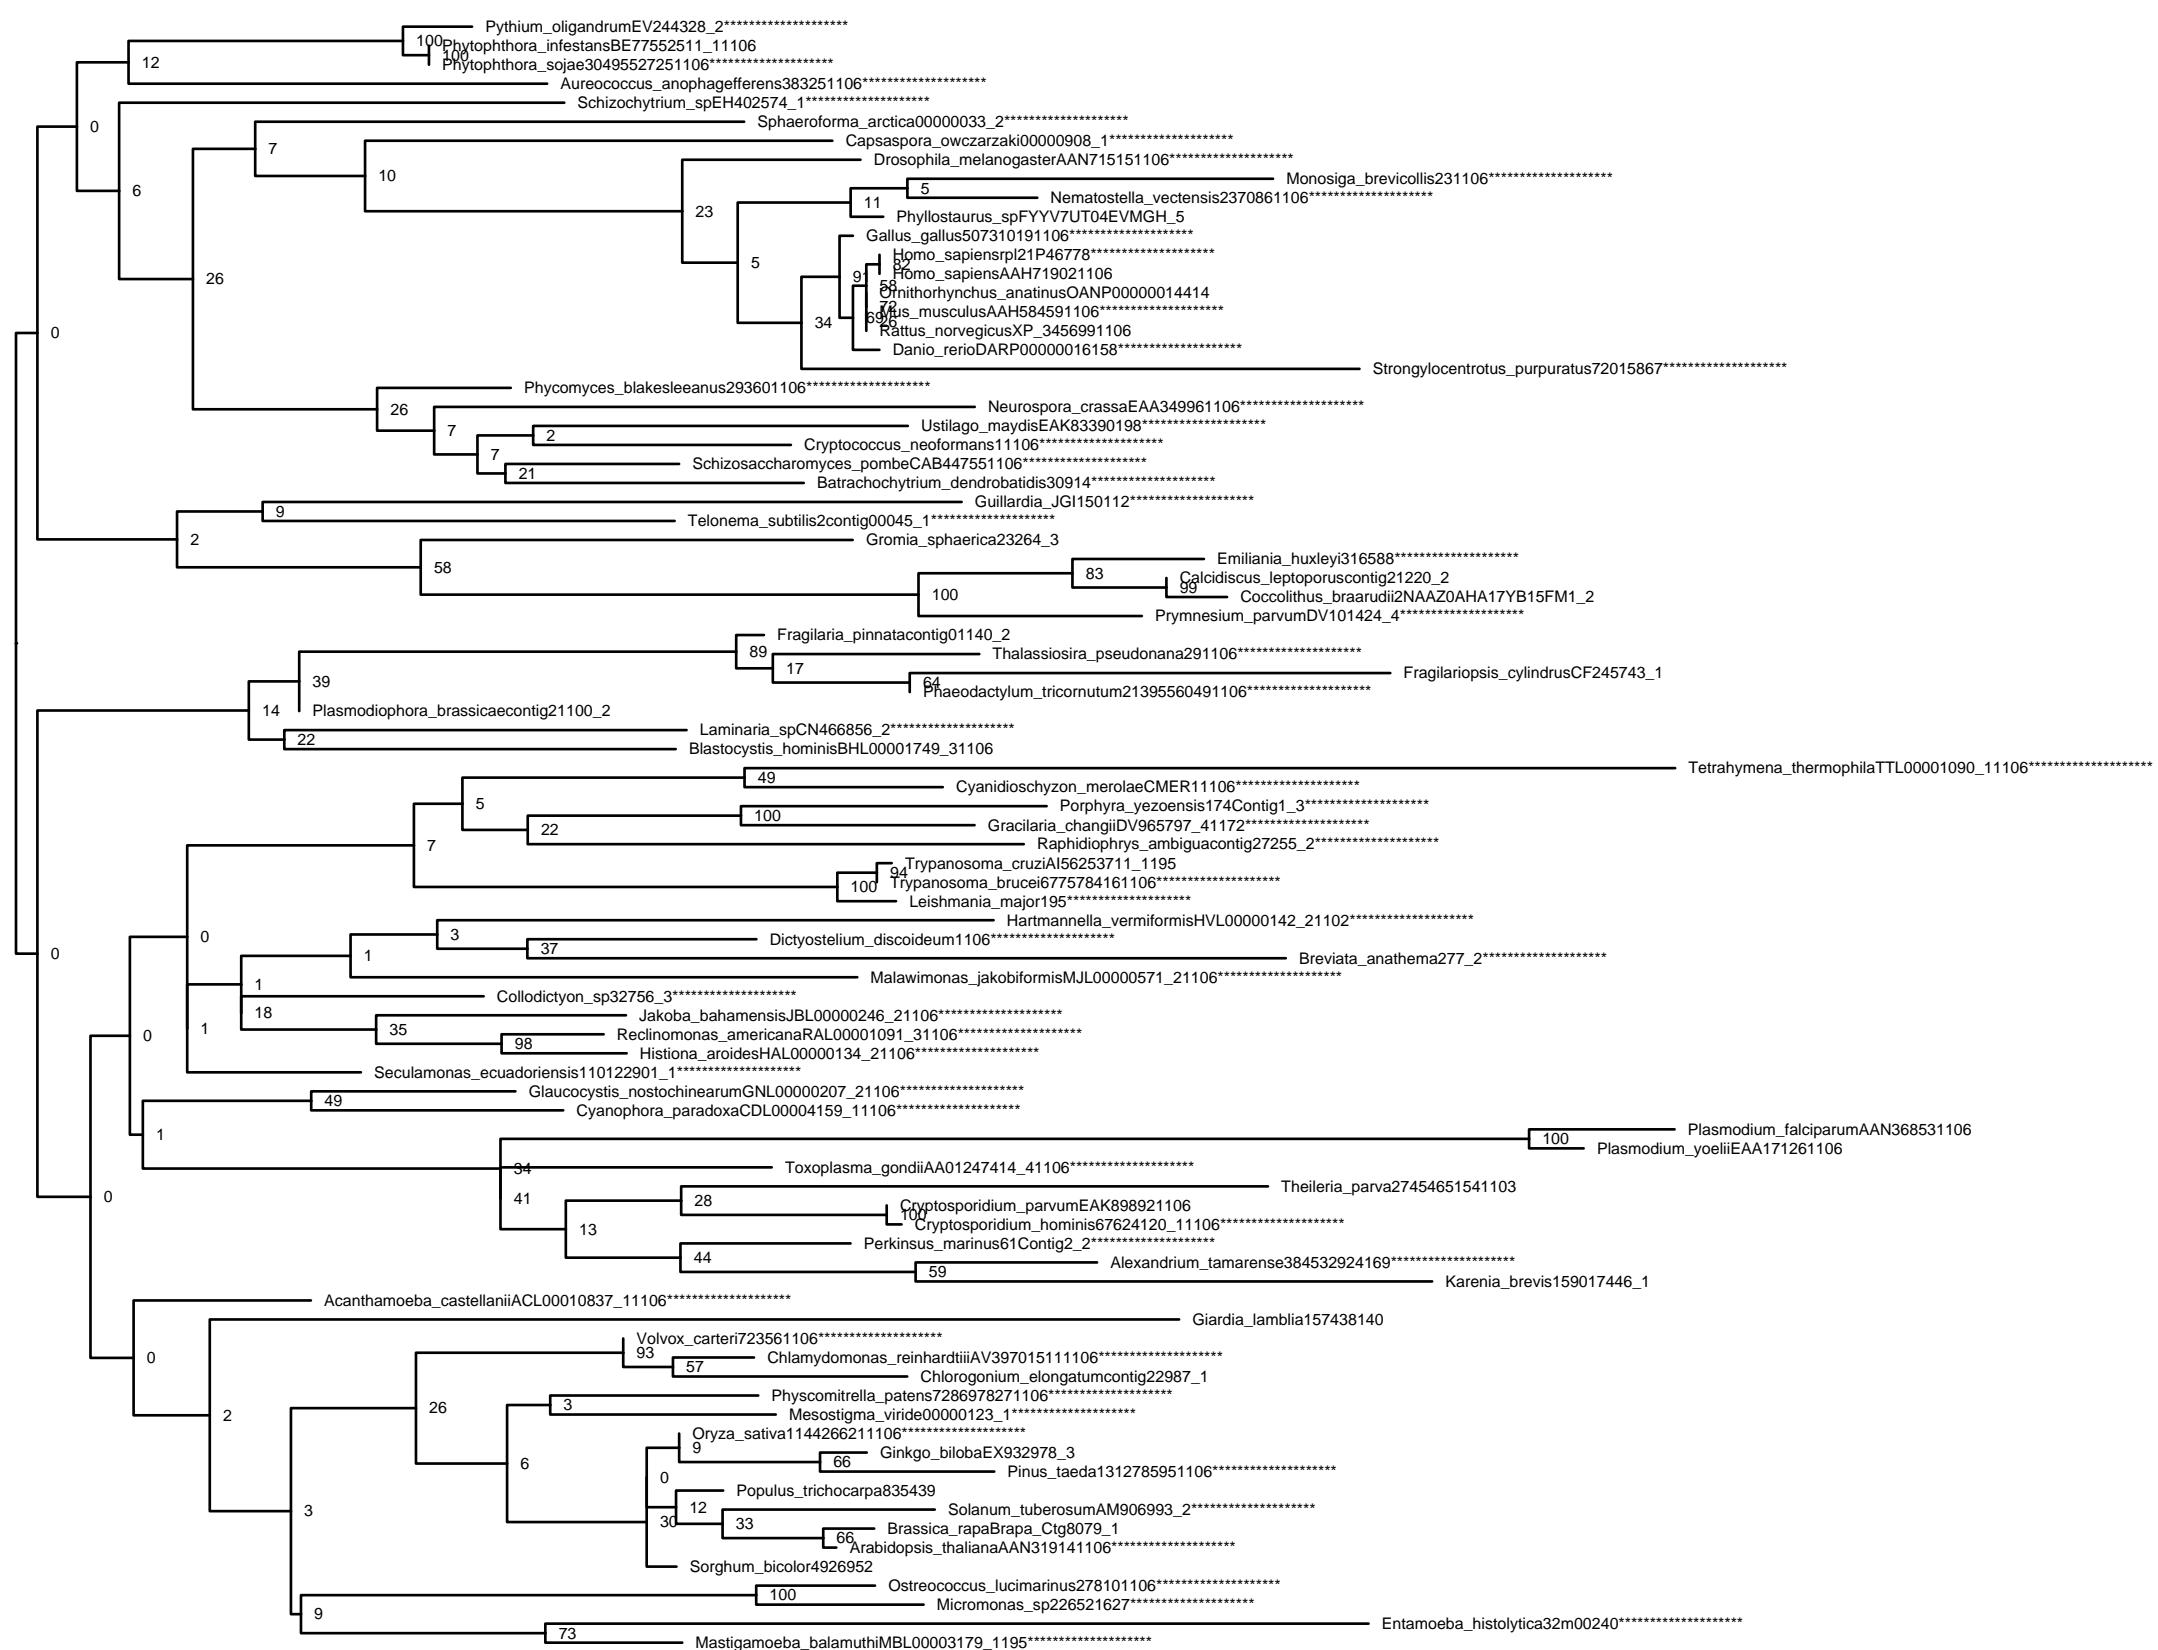 Pythium_oligandrumEV244328_2********************
100
Phytophthora_infestansBE77552511_11106
100
12
Phytophthora_sojae30495527251106********************
Aureococcus_anophagefferens383251106********************
Schizochytrium_spEH402574_1********************
0
Sphaeroforma_arctica00000033_2********************
Capsaspora_owczarzaki00000908_1********************
7
Drosophila_melanogasterAAN715151106********************
10
Monosiga_brevicollis231106********************
6
5
Nematostella_vectensis2370861106********************
11
23
Phyllostaurus_spFYYV7UT04EVMGH_5
Gallus_gallus507310191106********************
Homo_sapiensrpl21P46778********************
82
5
Homo_sapiensAAH719021106
91
26
58
Ornithorhynchus_anatinusOANP00000014414
72
Mus_musculusAAH584591106********************
69
26
34
Rattus_norvegicusXP_3456991106
0
Danio_rerioDARP00000016158********************
Strongylocentrotus_purpuratus72015867********************
Phycomyces_blakesleeanus293601106********************
26
Neurospora_crassaEAA349961106********************
Ustilago_maydisEAK83390198********************
7
2
Cryptococcus_neoformans11106********************
7
Schizosaccharomyces_pombeCAB447551106********************
21
Batrachochytrium_dendrobatidis30914********************
Guillardia_JGI150112********************
9
Telonema_subtilis2contig00045_1********************
2
Gromia_sphaerica23264_3
Emiliania_huxleyi316588********************
58
83
Calcidiscus_leptoporuscontig21220_2
99
100
Coccolithus_braarudii2NAAZ0AHA17YB15FM1_2
Prymnesium_parvumDV101424_4********************
Fragilaria_pinnatacontig01140_2
89
Thalassiosira_pseudonana291106********************
17
Fragilariopsis_cylindrusCF245743_1
39
64
Phaeodactylum_tricornutum21395560491106********************
14
Plasmodiophora_brassicaecontig21100_2
Laminaria_spCN466856_2********************
22
Blastocystis_hominisBHL00001749_31106
Tetrahymena_thermophilaTTL00001090_11106********************
49
Cyanidioschyzon_merolaeCMER11106********************
5
Porphyra_yezoensis174Contig1_3********************
100
Gracilaria_changiiDV965797_41172********************
22
7
Raphidiophrys_ambiguacontig27255_2********************
Trypanosoma_cruziAI56253711_1195
94
Trypanosoma_brucei6775784161106********************
100
Leishmania_major195********************
Hartmannella_vermiformisHVL00000142_21102********************
0
3
Dictyostelium_discoideum1106********************
37
0
1
Breviata_anathema277_2********************
Malawimonas_jakobiformisMJL00000571_21106********************
1
Collodictyon_sp32756_3********************
18
Jakoba_bahamensisJBL00000246_21106********************
1
35
0
Reclinomonas_americanaRAL00001091_31106********************
98
Histiona_aroidesHAL00000134_21106********************
Seculamonas_ecuadoriensis110122901_1********************
Glaucocystis_nostochinearumGNL00000207_21106********************
49
Cyanophora_paradoxaCDL00004159_11106********************
1
Plasmodium_falciparumAAN368531106
100
Plasmodium_yoeliiEAA171261106
34
Toxoplasma_gondiiAA01247414_41106********************
0
Theileria_parva27454651541103
41
28
Cryptosporidium_parvumEAK898921106
100
Cryptosporidium_hominis67624120_11106********************
13
Perkinsus_marinus61Contig2_2********************
44
Alexandrium_tamarense384532924169********************
59
Karenia_brevis159017446_1
Acanthamoeba_castellaniiACL00010837_11106********************
Giardia_lamblia157438140
Volvox_carteri723561106********************
0
93
Chlamydomonas_reinhardtiiiAV397015111106********************
57
Chlorogonium_elongatumcontig22987_1
Physcomitrella_patens7286978271106********************
26
3
2
Mesostigma_viride00000123_1********************
Oryza_sativa1144266211106********************
9
Ginkgo_bilobaEX932978_3
6
66
Pinus_taeda1312785951106********************
0
Populus_trichocarpa835439
3
12
Solanum_tuberosumAM906993_2********************
30
33
Brassica_rapaBrapa_Ctg8079_1
66
Arabidopsis_thalianaAAN319141106********************
Sorghum_bicolor4926952
Ostreococcus_lucimarinus278101106********************
100
Micromonas_sp226521627********************
9
Entamoeba_histolytica32m00240********************
73
Mastigamoeba_balamuthiMBL00003179_1195********************